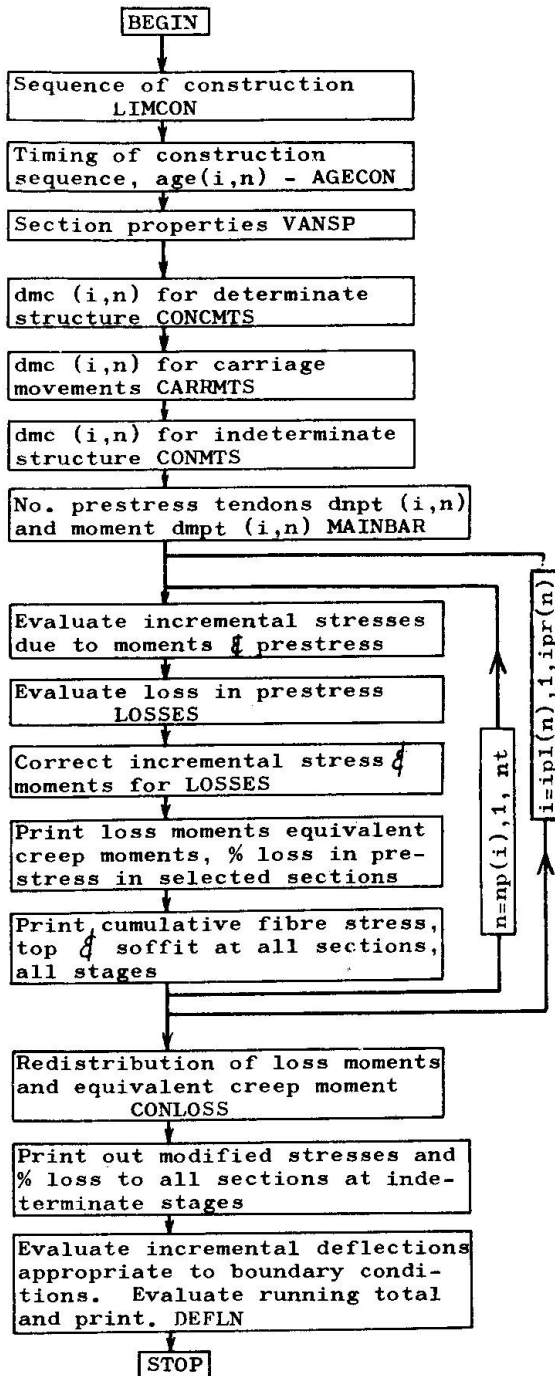 BEGIN
Sequence of construction
LIMCON
Timing of construction
sequence, age(i,n) - AGECON
Section properties VANSP
dmc (i,n) for determinate
structure CONCMTS
dmc (i,n) for carriage
movements CARRMTS
dmc (i,n) for indeterminate
structure CONMTS
No. prestress tendons dnpt (i,n)
and moment dmpt (i,n) MAINBAR
Evaluate incremental stresses
due to moments & prestress
Evaluate loss in prestress
LOSSES
Correct incremental stress &
moments for LOSSES
Print loss moments equivalent
creep moments, % loss in pre-
stress in selected sections
Print cumulative fibre stress,
top & soffit at all sections,
all stages
n=np(i),1, nt
i=ipl(n),1,ipr(n)
Redistribution of loss moments
and equivalent creep moment
CONLOSS
Print out modified stresses and
% loss to all sections at inde-
terminate stages
Evaluate incremental deflections
appropriate to boundary condi-
tions. Evaluate running total
and print. DEFLN
STOP